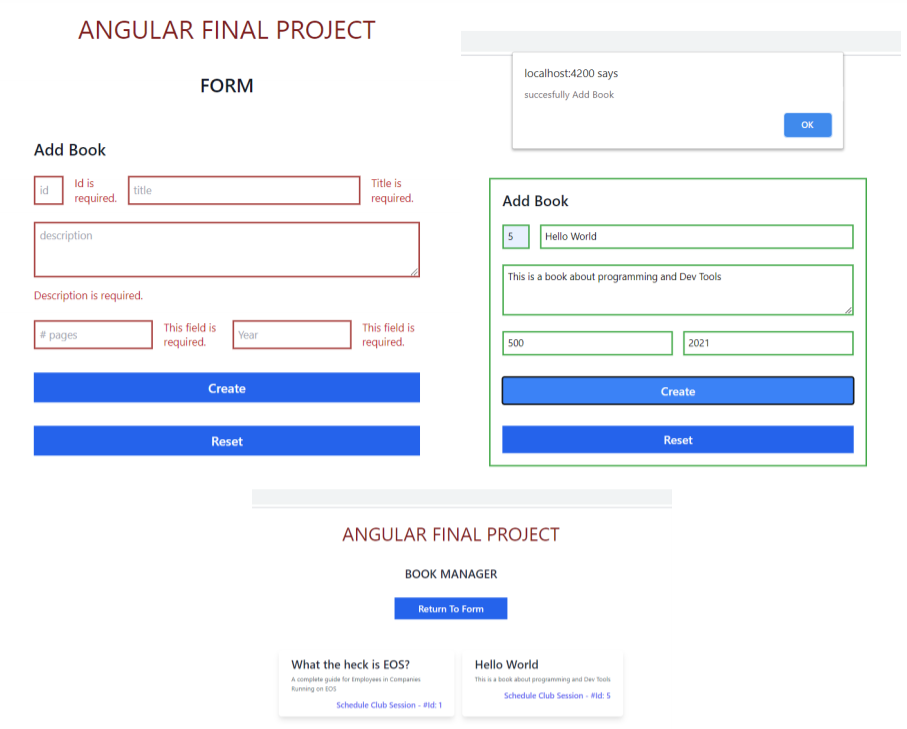 ANGULAR FINAL PROJECT
FORM
Add Book
id
Id is
required.
title
Title is
required.
description
Description is required.
# pages
This field is
required.
Year
This field is
required.
Create
Reset
localhost:4200 says
succesfully Add Book
OK
Add Book
5
Hello World
This is a book about programming and Dev Tools
500
2021
Create
Reset
ANGULAR FINAL PROJECT
BOOK MANAGER
Return To Form
What the heck is EOS?
A complete guide for Employees in Companies
Running on EOS
Schedule Club Session - #Id: 1
Hello World
This is a book about programming and Dev Tools
Schedule Club Session - #Id: 5